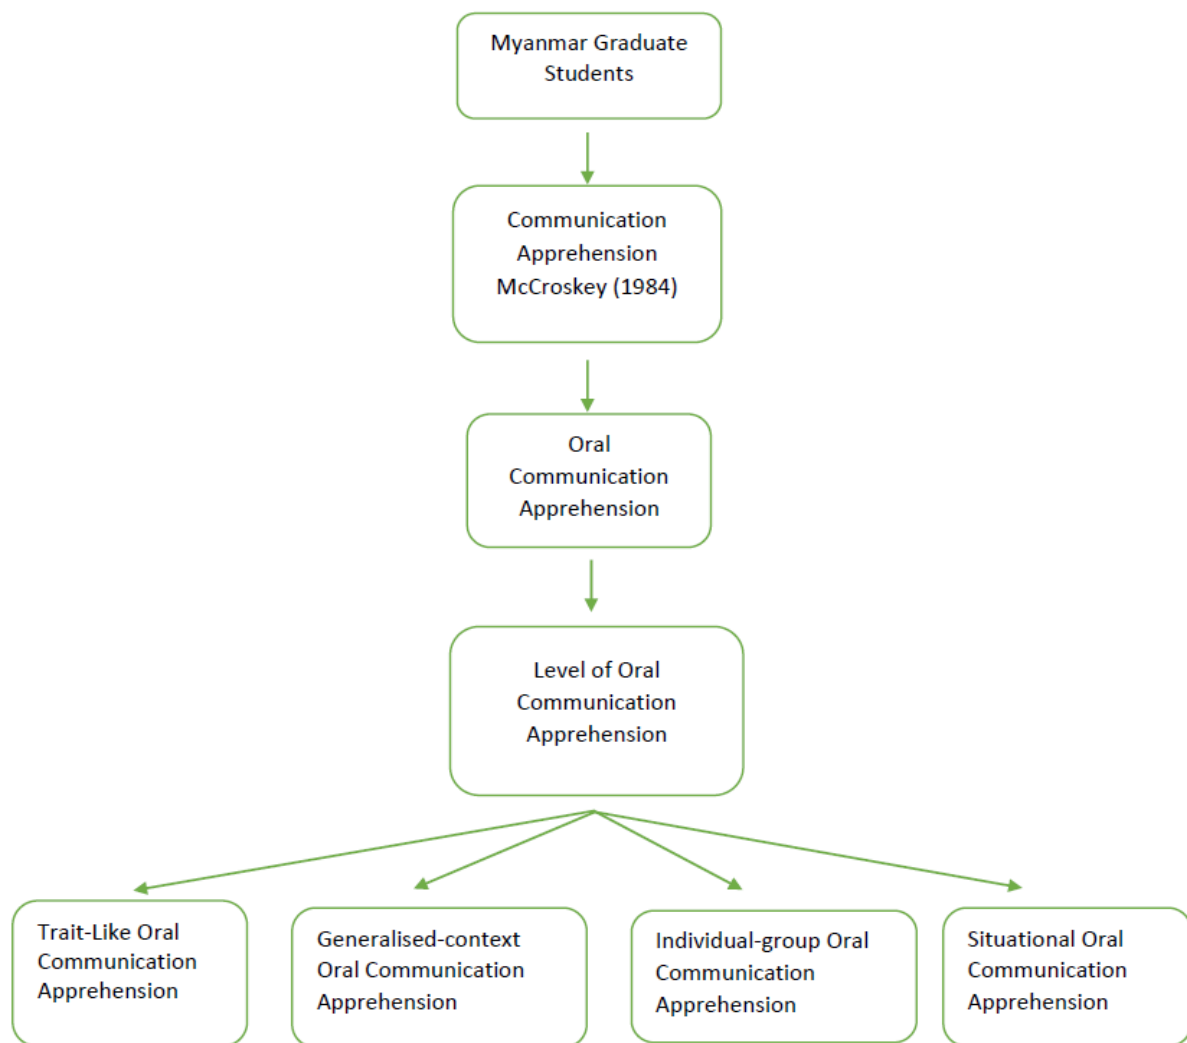 Myanmar Graduate
Students
Communication
Apprehension
McCroskey (1984)
Oral
Communication
Apprehension
Level of Oral
Communication
Apprehension
Trait-Like Oral
Communication
Apprehension
Generalised-context
Oral Communication
Apprehension
Individual-group Oral
Communication
Apprehension
Situational Oral
Communication
Apprehension